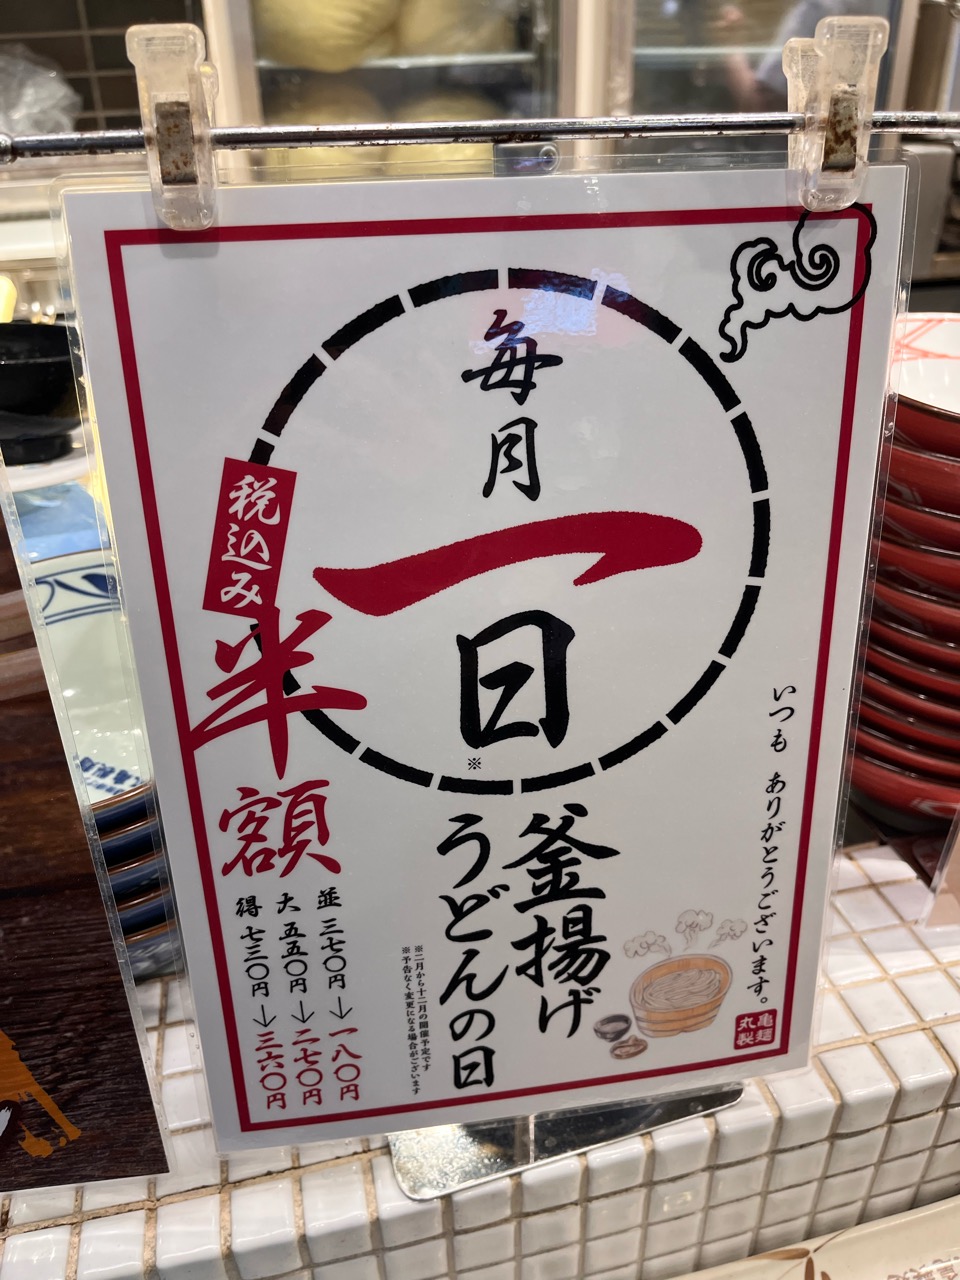 毎月
一
日
※
税込み
半額
釜揚げ
うどんの日
いつも ありがとうございます。
並 三七〇円→一八〇円
大 五五〇円→二七〇円
得 七三〇円→三六〇円
※二月から十二月の開催予定です
※予告なく変更になる場合がございます
丸亀
製麺